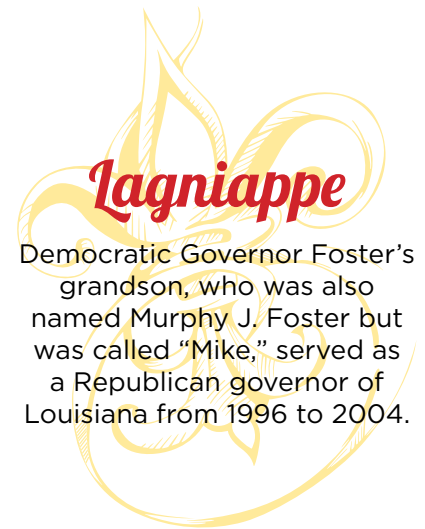 Lagniappe
Democratic Governor Foster’s
grandson, who was also
named Murphy J. Foster but
was called “Mike,” served as
a Republican governor of
Louisiana from 1996 to 2004.